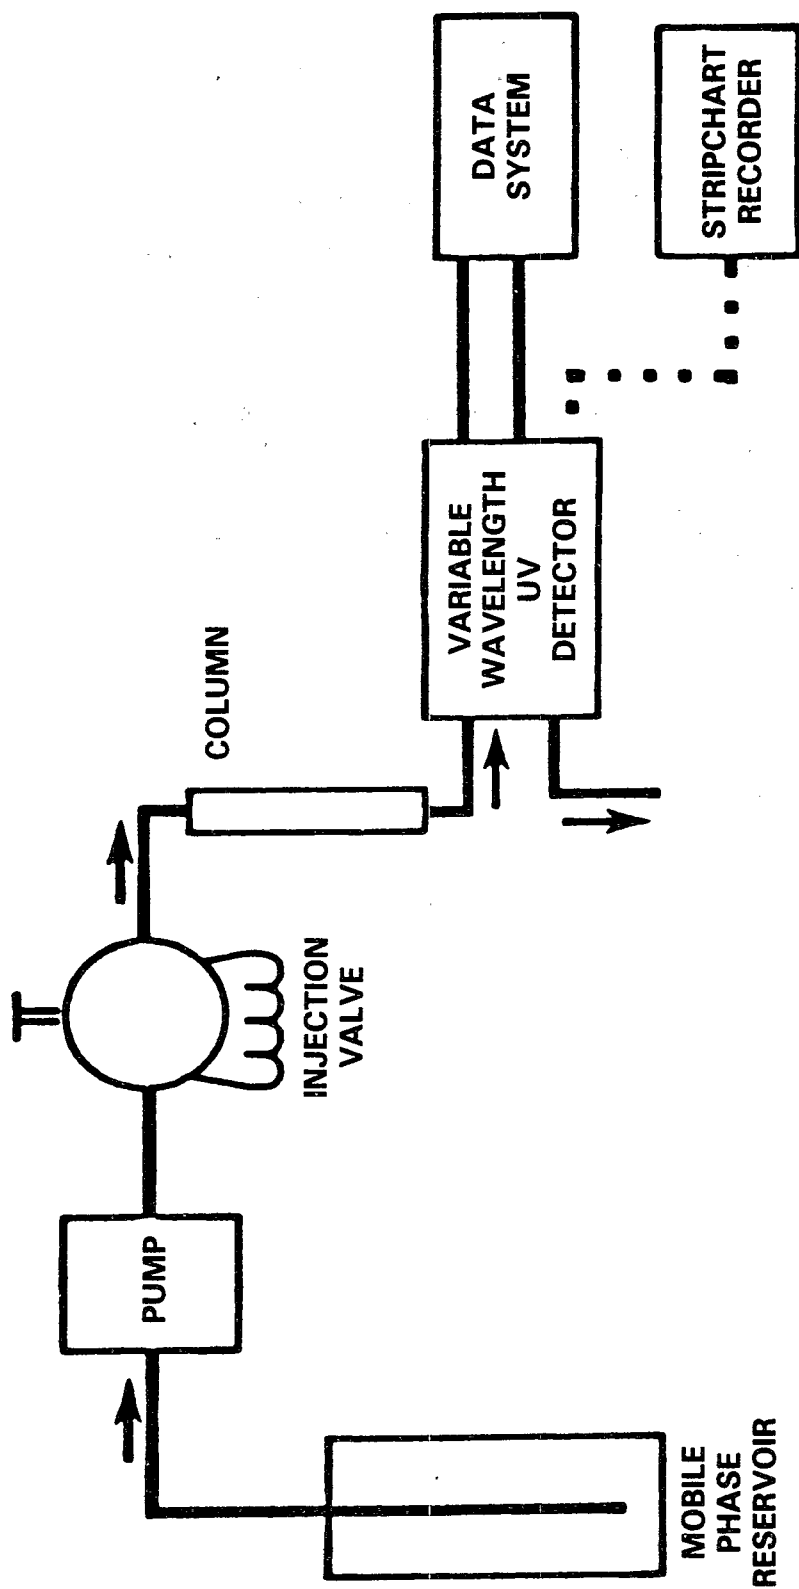 MOBILE
PHASE
RESERVOIR
PUMP
INJECTION
VALVE
COLUMN
VARIABLE
WAVELENGTH
UV
DETECTOR
DATA
SYSTEM
STRIPCHART
RECORDER